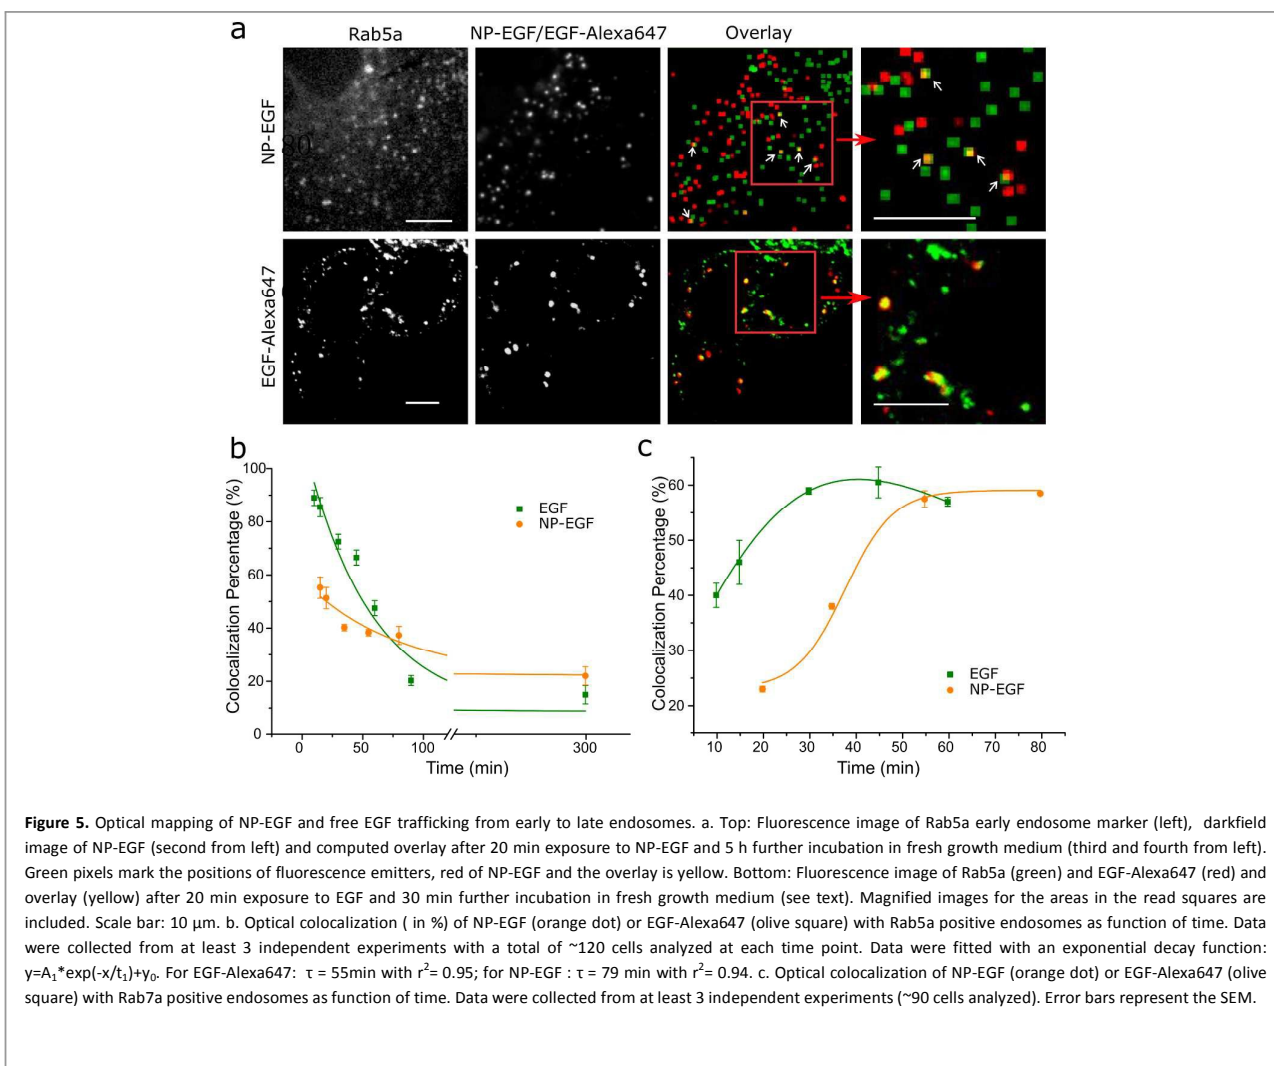 a
Rab5a NP-EGF/EGF-Alexa647 Overlay
NP-EGF
80
EGF-Alexa647
b
Colocalization Percentage (%)
100
80
60
40
20
0
EGF
NP-EGF
0 50 100 300
Time (min)
c
Colocalization Percentage (%)
60
50
40
30
20
EGF
NP-EGF
10 20 30 40 50 60 70 80
Time (min)
Figure 5. Optical mapping of NP-EGF and free EGF trafficking from early to late endosomes. a. Top: Fluorescence image of Rab5a early endosome marker (left), darkfield
image of NP-EGF (second from left) and computed overlay after 20 min exposure to NP-EGF and 5 h further incubation in fresh growth medium (third and fourth from left).
Green pixels mark the positions of fluorescence emitters, red of NP-EGF and the overlay is yellow. Bottom: Fluorescence image of Rab5a (green) and EGF-Alexa647 (red) and
overlay (yellow) after 20 min exposure to EGF and 30 min further incubation in fresh growth medium (see text). Magnified images for the areas in the read squares are
included. Scale bar: 10 μm. b. Optical colocalization ( in %) of NP-EGF (orange dot) or EGF-Alexa647 (olive square) with Rab5a positive endosomes as function of time. Data
were collected from at least 3 independent experiments with a total of ~120 cells analyzed at each time point. Data were fitted with an exponential decay function:
y=A₁*exp(-x/t₁)+y₀. For EGF-Alexa647: τ = 55min with r²= 0.95; for NP-EGF : τ = 79 min with r²= 0.94. c. Optical colocalization of NP-EGF (orange dot) or EGF-Alexa647 (olive
square) with Rab7a positive endosomes as function of time. Data were collected from at least 3 independent experiments (~90 cells analyzed). Error bars represent the SEM.